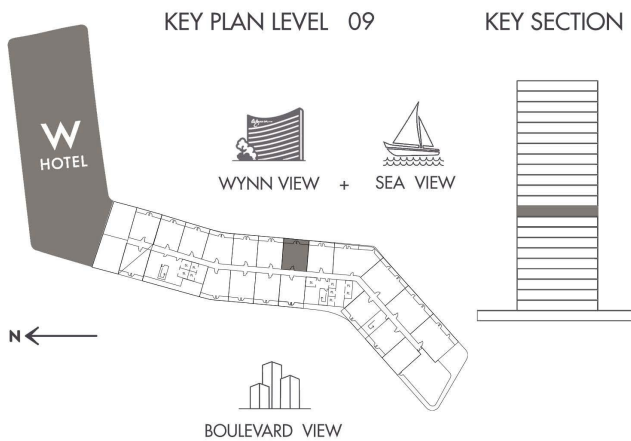 KEY PLAN LEVEL 09
KEY SECTION
W
HOTEL
WYNN VIEW + SEA VIEW
N
BOULEVARD VIEW